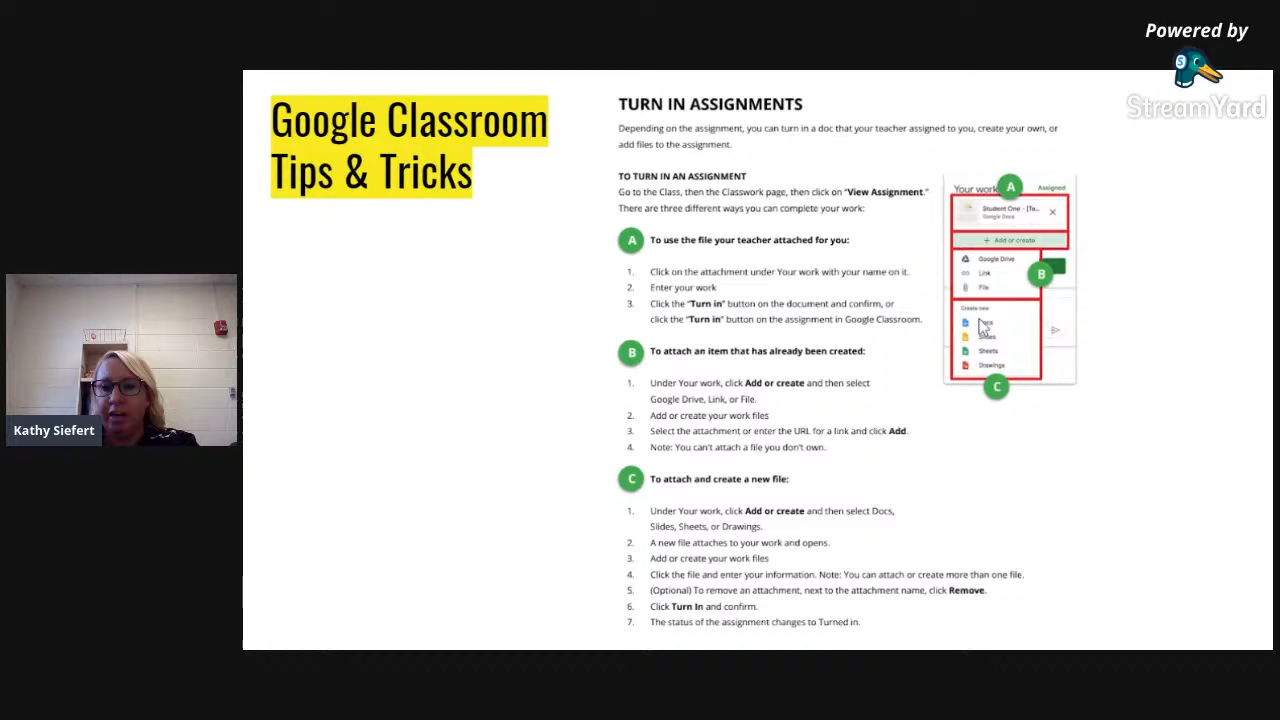 Powered by
StreamYard
Google Classroom
Tips & Tricks
TURN IN ASSIGNMENTS
Depending on the assignment, you can turn in a doc that your teacher assigned to you, create your own, or
add files to the assignment.
TO TURN IN AN ASSIGNMENT
Go to the Class, then the Classwork page, then click on "View Assignment."
There are three different ways you can complete your work:
A To use the file your teacher attached for you:
1. Click on the attachment under Your work with your name on it.
2. Enter your work
3. Click the "Turn in" button on the document and confirm, or
click the "Turn in" button on the assignment in Google Classroom.
B To attach an item that has already been created:
1. Under Your work, click Add or create and then select
Google Drive, Link, or File.
2. Add or create your work files
3. Select the attachment or enter the URL for a link and click Add.
4. Note: You can't attach a file you don't own.
C To attach and create a new file:
1. Under Your work, click Add or create and then select Docs,
Slides, Sheets, or Drawings.
2. A new file attaches to your work and opens.
3. Add or create your work files
4. Click the file and enter your information. Note: You can attach or create more than one file.
5. (Optional) To remove an attachment, next to the attachment name, click Remove.
6. Click Turn In and confirm.
7. The status of the assignment changes to Turned in.
Your work A Assigned
Student One - [Te...
Google Docs
+ Add or create
Google Drive
Link
B
File
Create new
Slides
Sheets
Drawings
C
Kathy Siefert